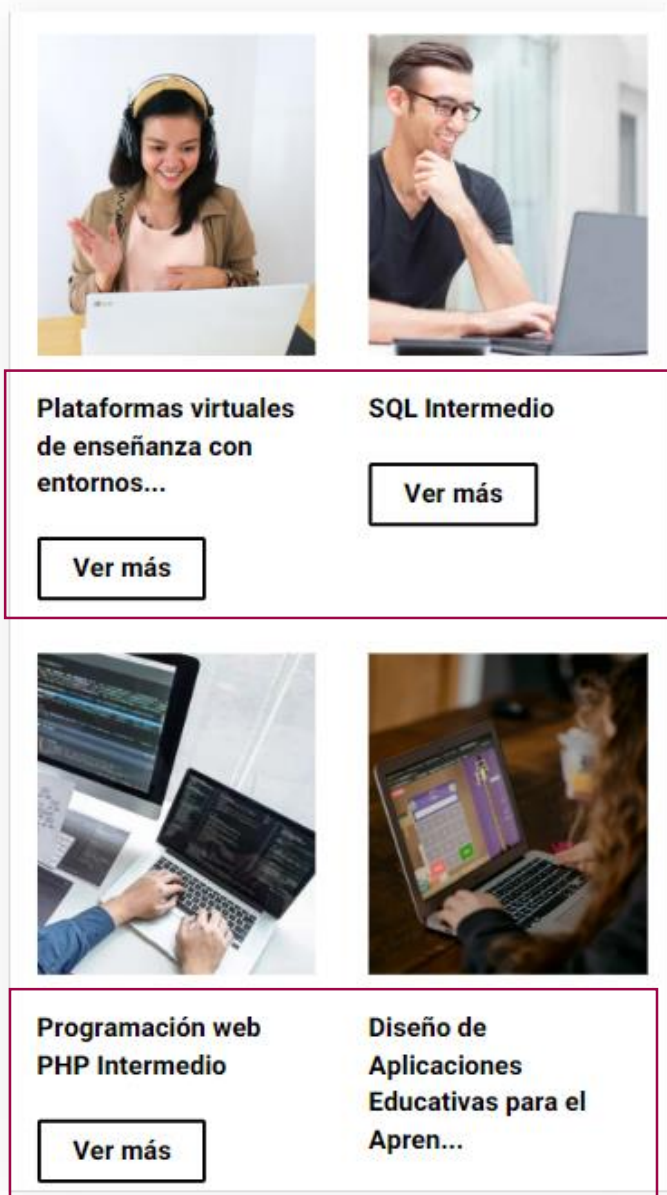 Plataformas virtuales
de enseñanza con
entornos...
Ver más
SQL Intermedio
Ver más
Programación web
PHP Intermedio
Ver más
Diseño de
Aplicaciones
Educativas para el
Apren...